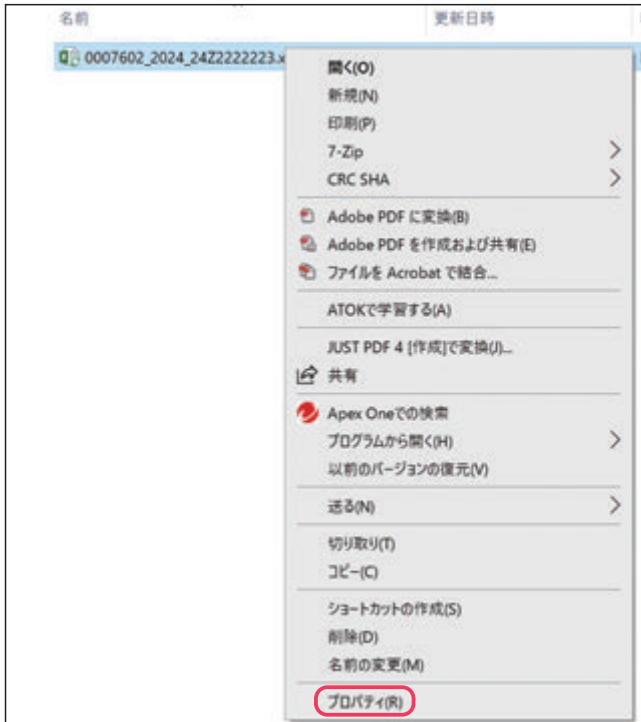 名前 更新日時
0007602_2024_24Z2222223.x
開く(O)
新規(N)
印刷(P)
7-Zip
CRC SHA
Adobe PDF に変換(B)
Adobe PDF を作成および共有(E)
ファイルを Acrobat で結合...
ATOKで学習する(A)
JUST PDF 4 [作成]で変換(J)...
共有
Apex Oneでの検索
プログラムから開く(H)
以前のバージョンの復元(V)
送る(N)
切り取り(T)
コピー(C)
ショートカットの作成(S)
削除(D)
名前の変更(M)
プロパティ(R)